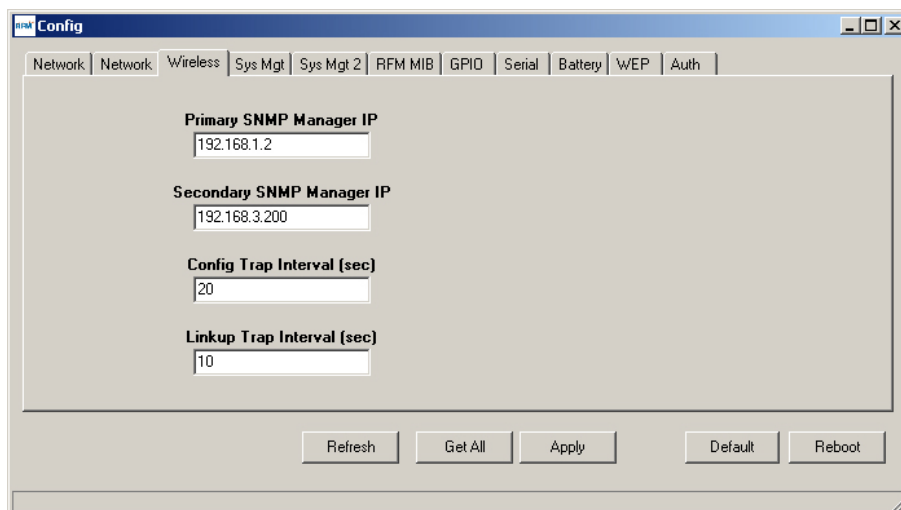 RFM Config
Network Network Wireless Sys Mgt Sys Mgt 2 RFM MIB GPIO Serial Battery WEP Auth
Primary SNMP Manager IP
192.168.1.2
Secondary SNMP Manager IP
192.168.3.200
Config Trap Interval (sec)
20
Linkup Trap Interval (sec)
10
Refresh Get All Apply Default Reboot